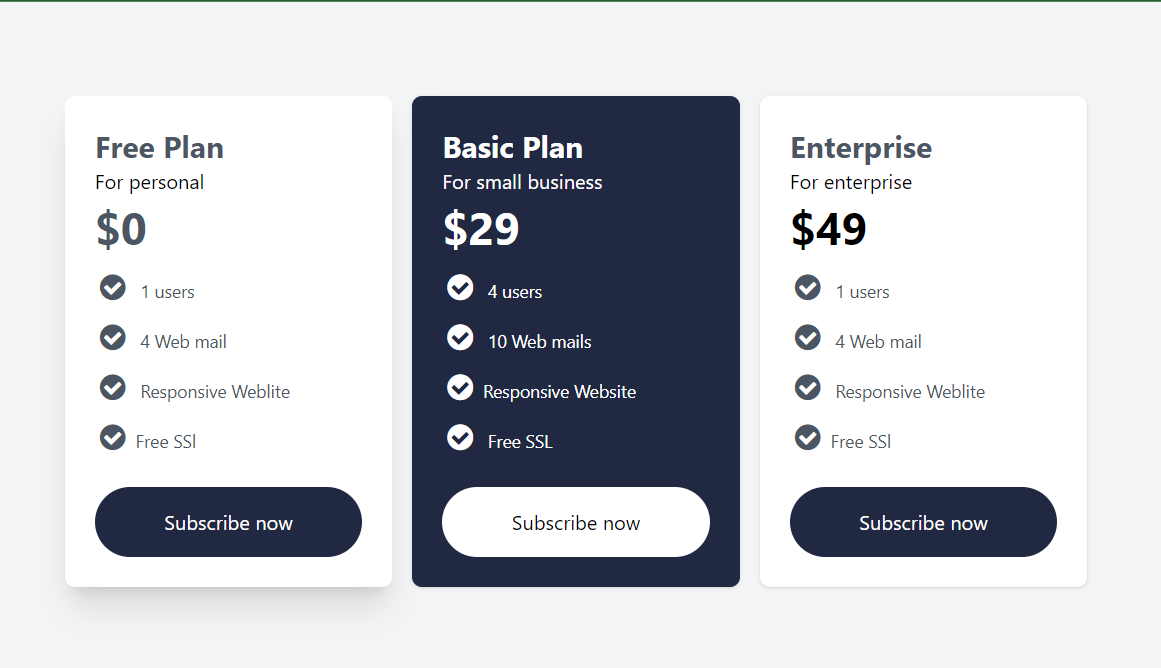 Free Plan
For personal
$0
1 users
4 Web mail
Responsive Weblite
Free SSl
Subscribe now
Basic Plan
For small business
$29
4 users
10 Web mails
Responsive Website
Free SSL
Subscribe now
Enterprise
For enterprise
$49
1 users
4 Web mail
Responsive Weblite
Free SSl
Subscribe now